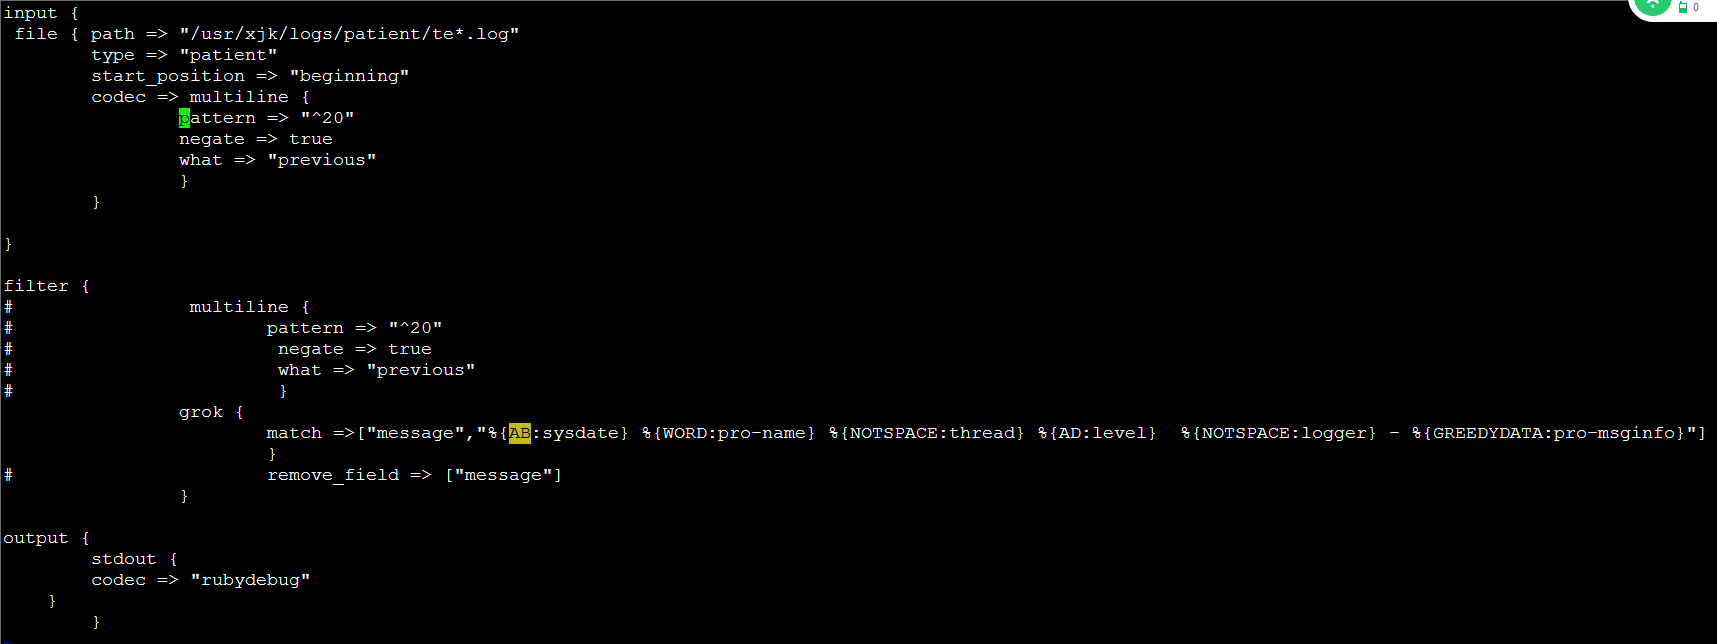 input {
 file { path => "/usr/xjk/logs/patient/te*.log"
        type => "patient"
        start_position => "beginning"
        codec => multiline {
                pattern => "^20"
                negate => true
                what => "previous"
                }
        }
}
filter {
#                multiline {
#                       pattern => "^20"
#                        negate => true
#                        what => "previous"
#                        }
                grok {
                        match =>["message","%{AB:sysdate} %{WORD:pro-name} %{NOTSPACE:thread} %{AD:level}  %{NOTSPACE:logger} - %{GREEDYDATA:pro-msginfo}"]
                        }
#                       remove_field => ["message"]
                }
output {
        stdout {
        codec => "rubydebug"
    }
        }
0